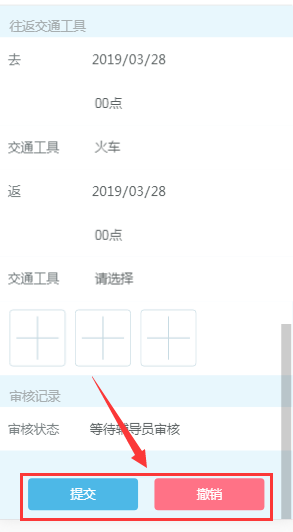 往返交通工具
去 2019/03/28
00点
交通工具 火车
返 2019/03/28
00点
交通工具 请选择
审核记录
审核状态 等待辅导员审核
提交 撤销